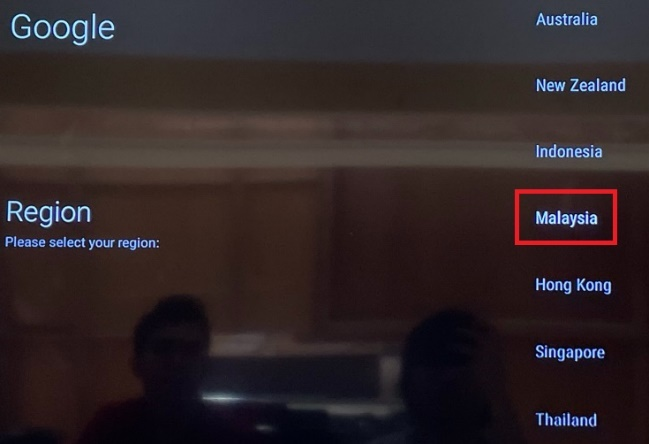 Google
Region
Please select your region:
Australia
New Zealand
Indonesia
Malaysia
Hong Kong
Singapore
Thailand